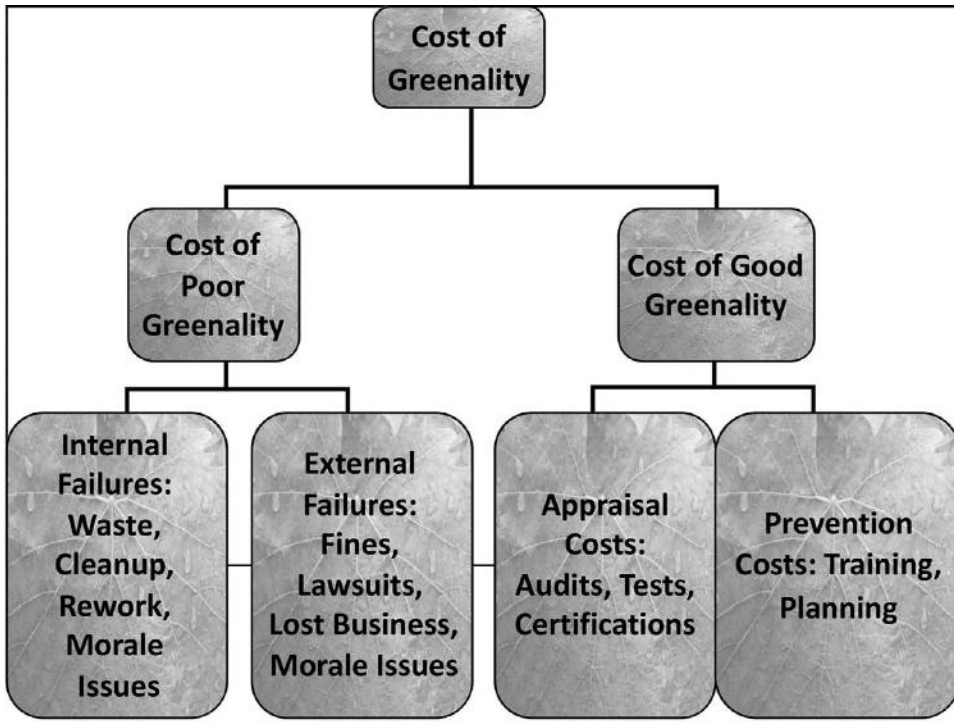 Cost of
Greenality
Cost of
Poor
Greenality
Cost of Good
Greenality
Internal
Failures:
Waste,
Cleanup,
Rework,
Morale
Issues
External
Failures:
Fines,
Lawsuits,
Lost Business,
Morale Issues
Appraisal
Costs:
Audits, Tests,
Certifications
Prevention
Costs: Training,
Planning